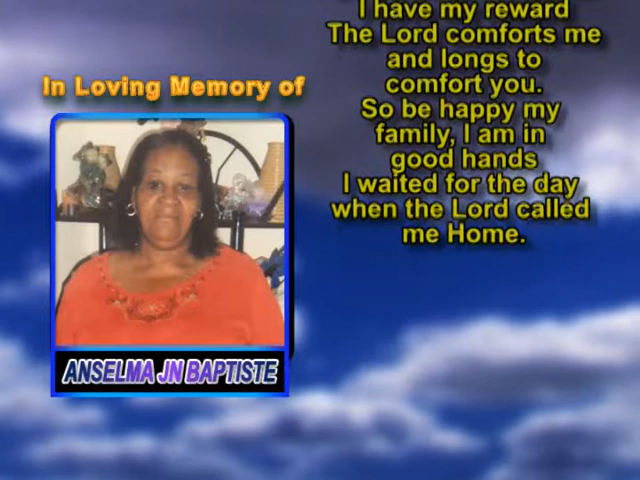 In Loving Memory of
ANSELMA JN BAPTISTE
I have my reward
The Lord comforts me
and longs to
comfort you.
So be happy my
family, I am in
good hands
I waited for the day
when the Lord called
me Home.